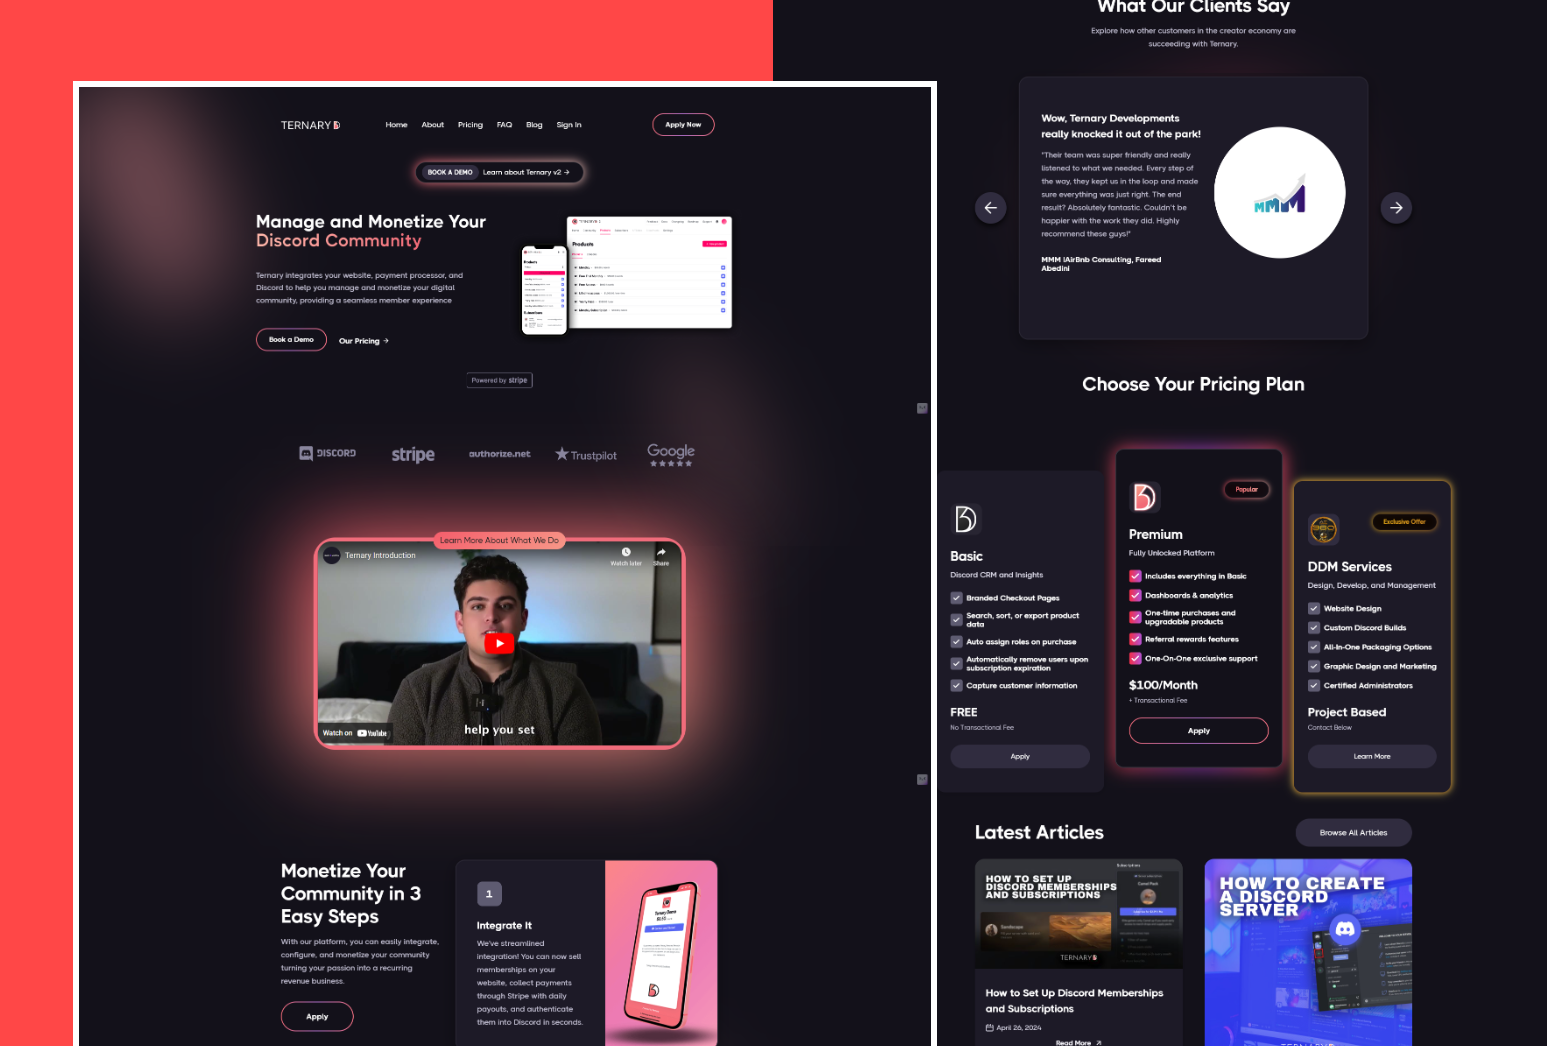 TERNARY
Home
About
Pricing
FAQ
Blog
Sign In
Apply Now
BOOK A DEMO
Learn about Ternary v2 →
Manage and Monetize Your
Discord Community
Ternary integrates your website, payment processor, and
Discord to help you manage and monetize your digital
community, providing a seamless member experience
Book a Demo
Our Pricing →
Products
Products
Subscriptions
Powered by stripe
DISCORD
stripe
authorize.net
Trustpilot
Google
Learn More About What We Do
Ternary Introduction
Watch later
Share
help you set
Watch on YouTube
Monetize Your
Community in 3
Easy Steps
With our platform, you can easily integrate,
configure, and monetize your community
turning your passion into a recurring
revenue business.
Apply
1
Integrate It
We've streamlined
integration! You can now sell
memberships on your
website, collect payments
through Stripe with daily
payouts, and authenticate
them into Discord in seconds.
What Our Clients Say
Explore how other customers in the creator economy are
succeeding with Ternary.
Wow, Ternary Developments
really knocked it out of the park!
"Their team was super friendly and really
listened to what we needed. Every step of
the way, they kept us in the loop and made
sure everything was just right. The end
result? Absolutely fantastic. Couldn't be
happier with the work they did. Highly
recommend these guys!"
MMM |AirBnb Consulting, Fareed
Abedini
MMM
Choose Your Pricing Plan
Basic
Discord CRM and Insights
Branded Checkout Pages
Search, sort, or export product
data
Auto assign roles on purchase
Automatically remove users upon
subscription expiration
Capture customer information
FREE
No Transactional Fee
Apply
Popular
Premium
Fully Unlocked Platform
Includes everything in Basic
Dashboards & analytics
One-time purchases and
upgradable products
Referral rewards features
One-On-One exclusive support
$100/Month
+ Transactional Fee
Apply
Exclusive Offer
DDM Services
Design, Develop, and Management
Website Design
Custom Discord Builds
All-In-One Packaging Options
Graphic Design and Marketing
Certified Administrators
Project Based
Contact Below
Learn More
Latest Articles
Browse All Articles
HOW TO SET UP
DISCORD MEMBERSHIPS
AND SUBSCRIPTIONS
TERNARY
How to Set Up Discord Memberships
and Subscriptions
April 26, 2024
Read More
HOW TO CREATE
A DISCORD
SERVER